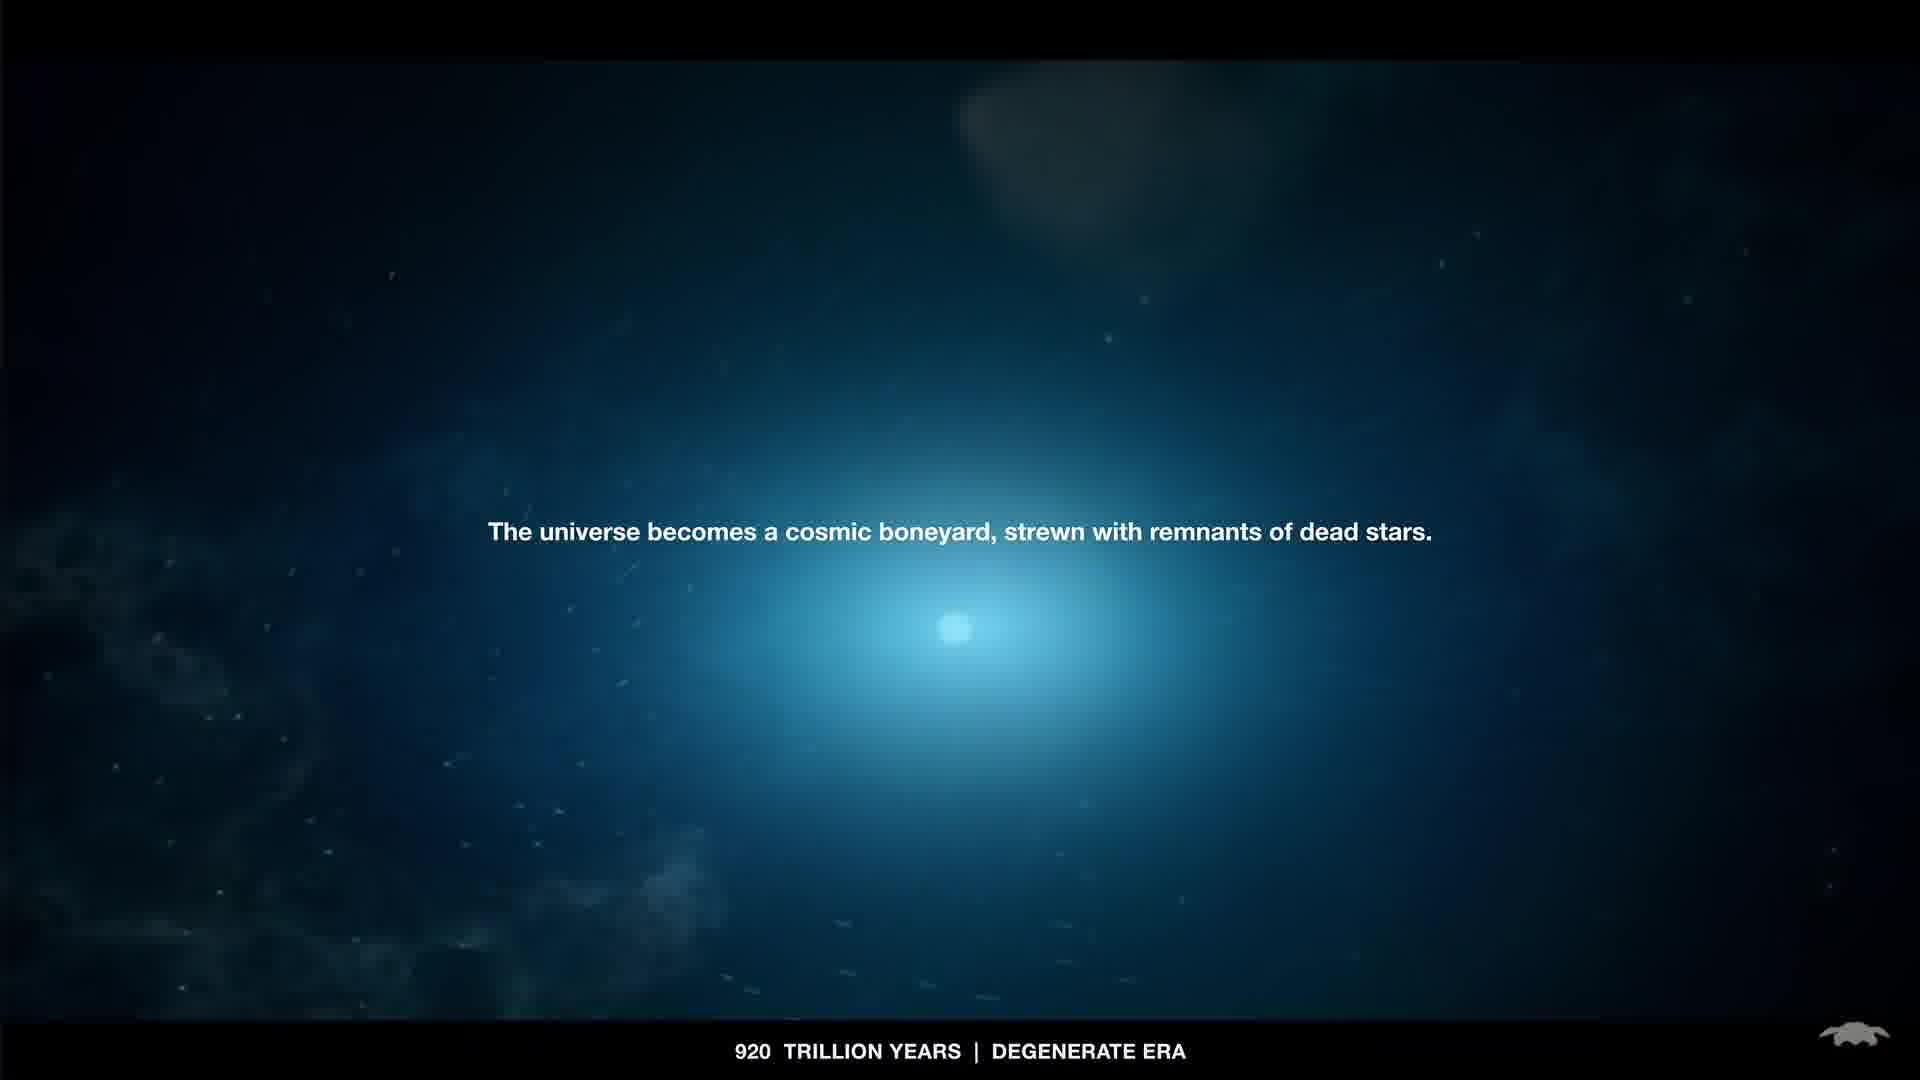 The universe becomes a cosmic boneyard, strewn with remnants of dead stars.
920 TRILLION YEARS | DEGENERATE ERA